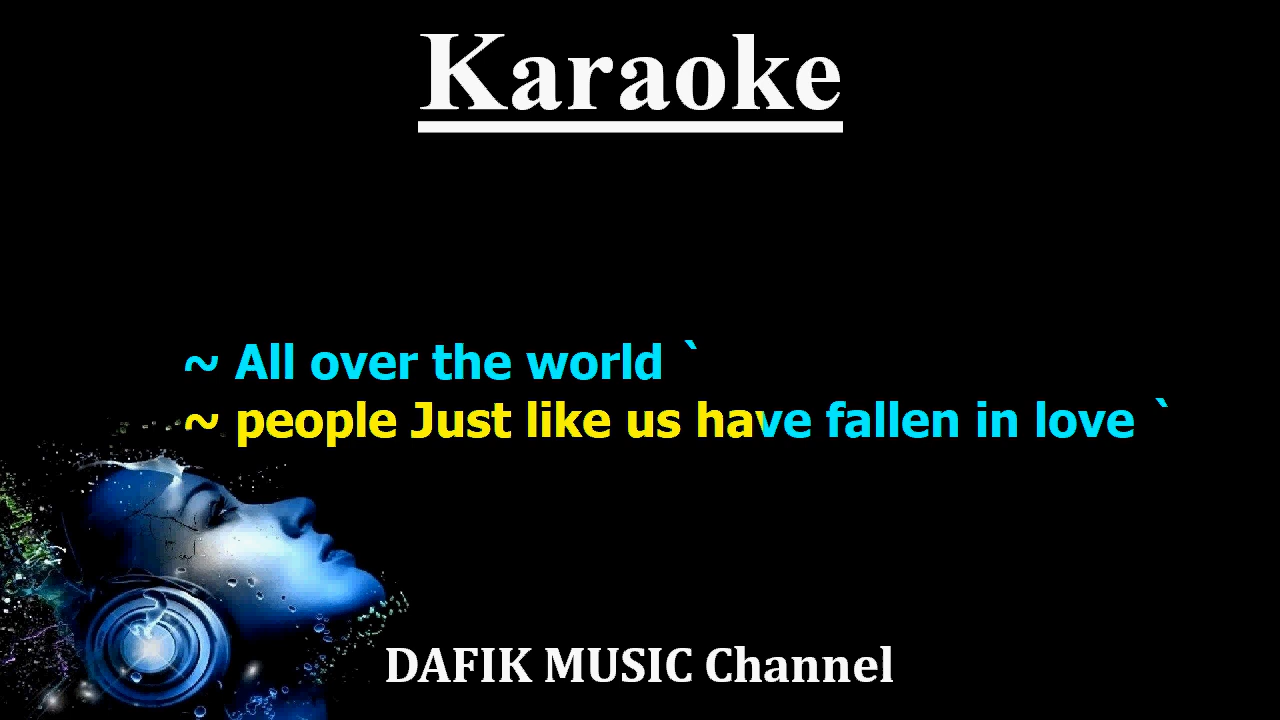 Karaoke
~ All over the world `
~ people Just like us have fallen in love `
DAFIK MUSIC Channel